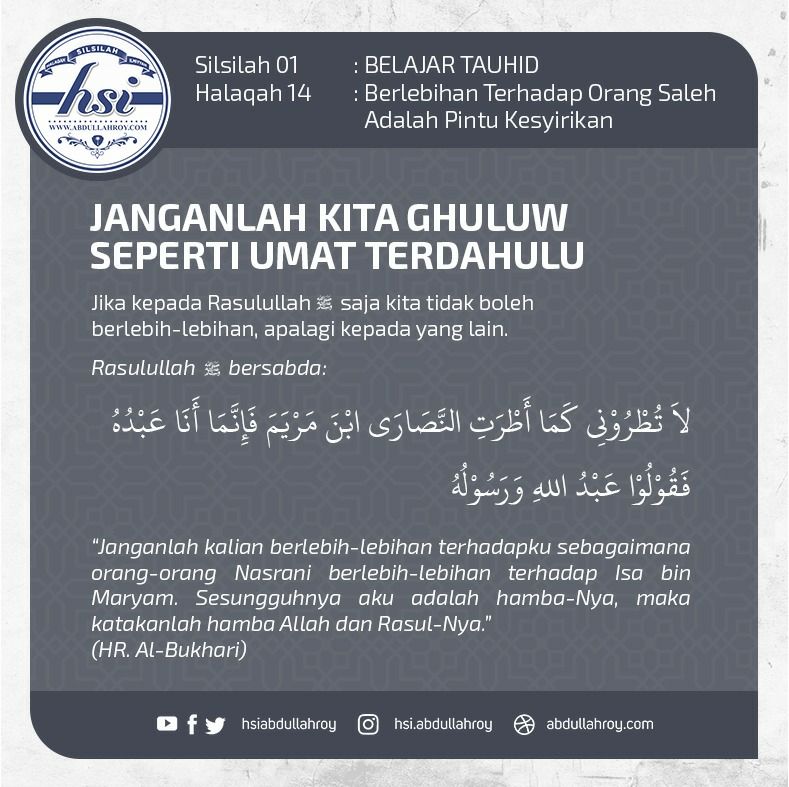 SILSILAH
HALAQAH
ILMIYAH
hsi
WWW.ABDULLAHROY.COM
Silsilah 01 : BELAJAR TAUHID
Halaqah 14 : Berlebihan Terhadap Orang Saleh
Adalah Pintu Kesyirikan
JANGANLAH KITA GHULUW
SEPERTI UMAT TERDAHULU
Jika kepada Rasulullah ﷺ saja kita tidak boleh
berlebih-lebihan, apalagi kepada yang lain.
Rasulullah ﷺ bersabda:
لاَ تُطْرُوْنِي كَمَا أَطْرَتِ النَّصَارَى ابْنَ مَرْيَمَ فَإِنَّمَا أَنَا عَبْدُهُ
فَقُوْلُوْا عَبْدُ اللهِ وَرَسُوْلُهُ
“Janganlah kalian berlebih-lebihan terhadapku sebagaimana
orang-orang Nasrani berlebih-lebihan terhadap Isa bin
Maryam. Sesungguhnya aku adalah hamba-Nya, maka
katakanlah hamba Allah dan Rasul-Nya.”
(HR. Al-Bukhari)
hsiabdullahroy hsi.abdullahroy abdullahroy.com